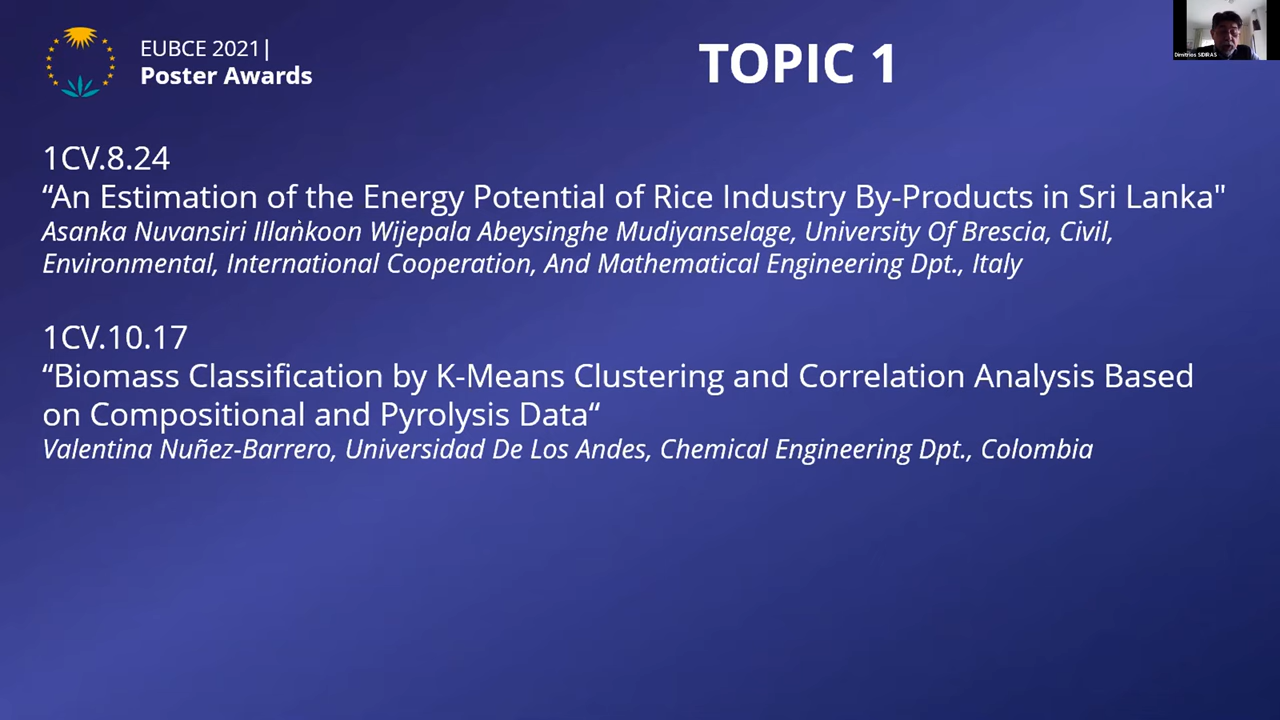 EUBCE 2021|
Poster Awards
TOPIC 1
Dimitrios SIDIRAS
1CV.8.24
“An Estimation of the Energy Potential of Rice Industry By-Products in Sri Lanka"
Asanka Nuvansiri Illaṅkoon Wijepala Abeysinghe Mudiyanselage, University Of Brescia, Civil,
Environmental, International Cooperation, And Mathematical Engineering Dpt., Italy
1CV.10.17
“Biomass Classification by K-Means Clustering and Correlation Analysis Based
on Compositional and Pyrolysis Data“
Valentina Nuñez-Barrero, Universidad De Los Andes, Chemical Engineering Dpt., Colombia